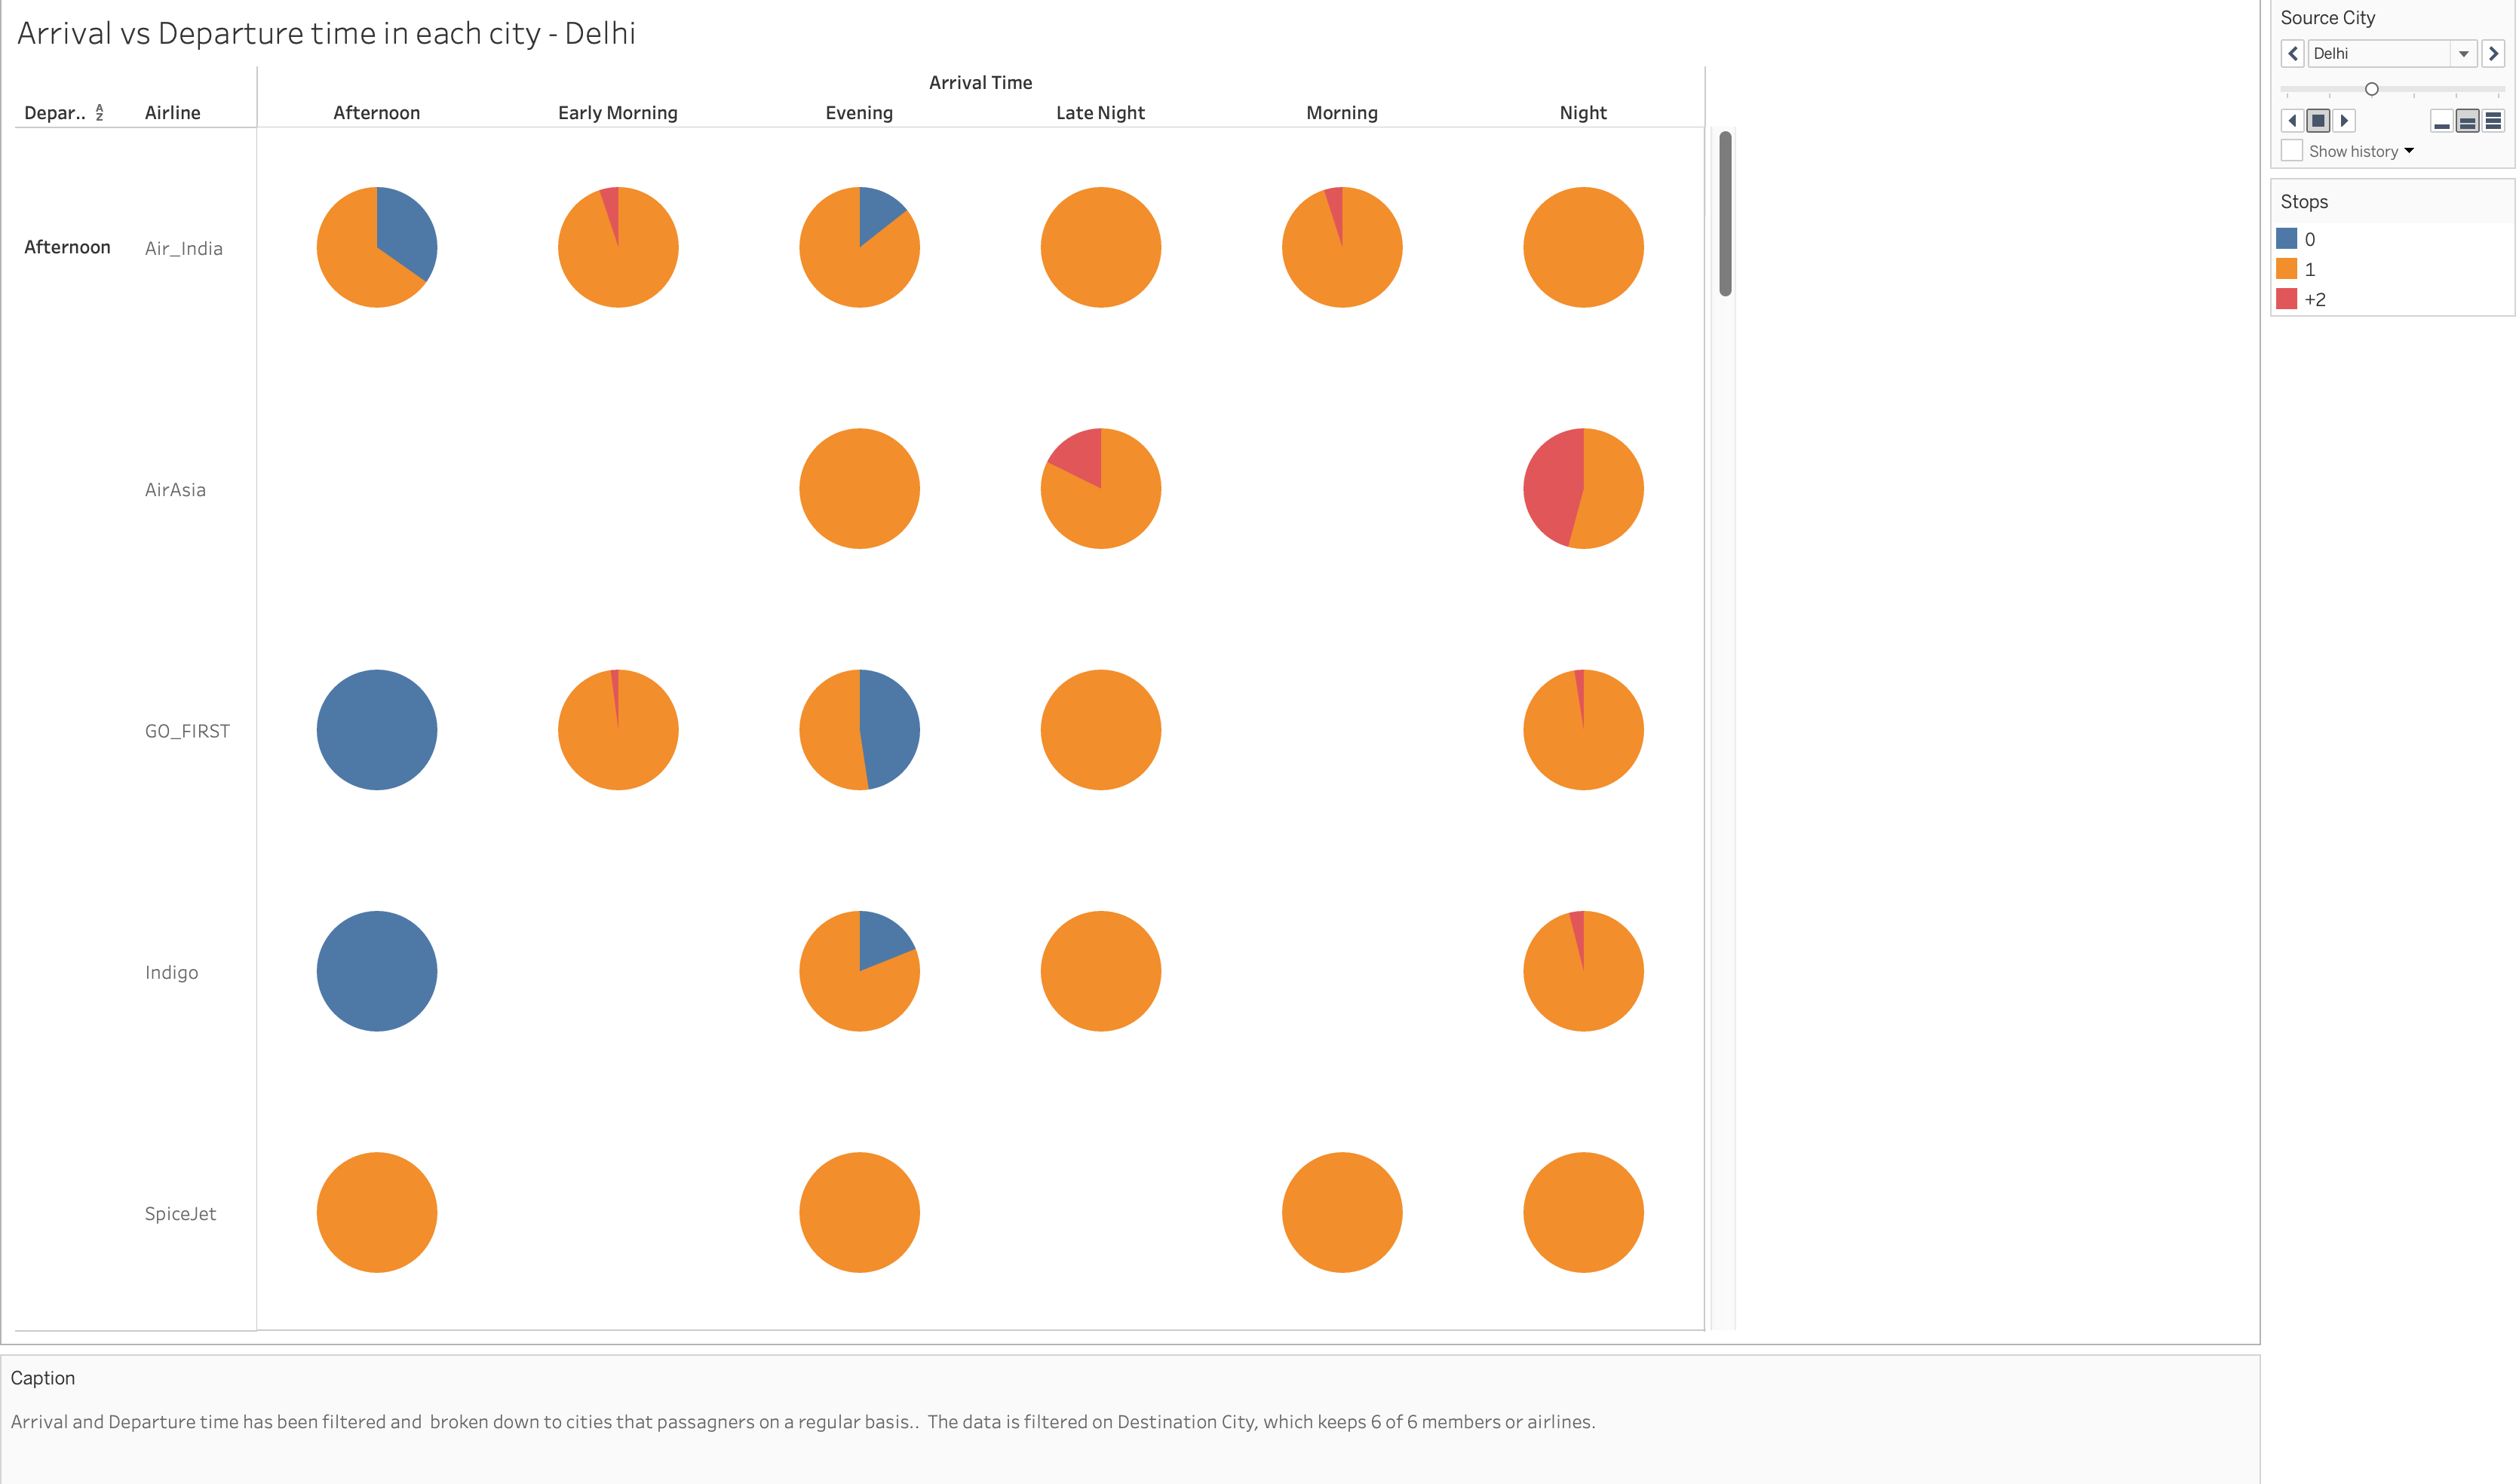 Arrival vs Departure time in each city - Delhi
Arrival Time
Depar.. Airline Afternoon Early Morning Evening Late Night Morning Night
Afternoon Air_India
AirAsia
GO_FIRST
Indigo
SpiceJet
Source City
Delhi
Show history
Stops
0
1
+2
Caption
Arrival and Departure time has been filtered and broken down to cities that passagners on a regular basis.. The data is filtered on Destination City, which keeps 6 of 6 members or airlines.